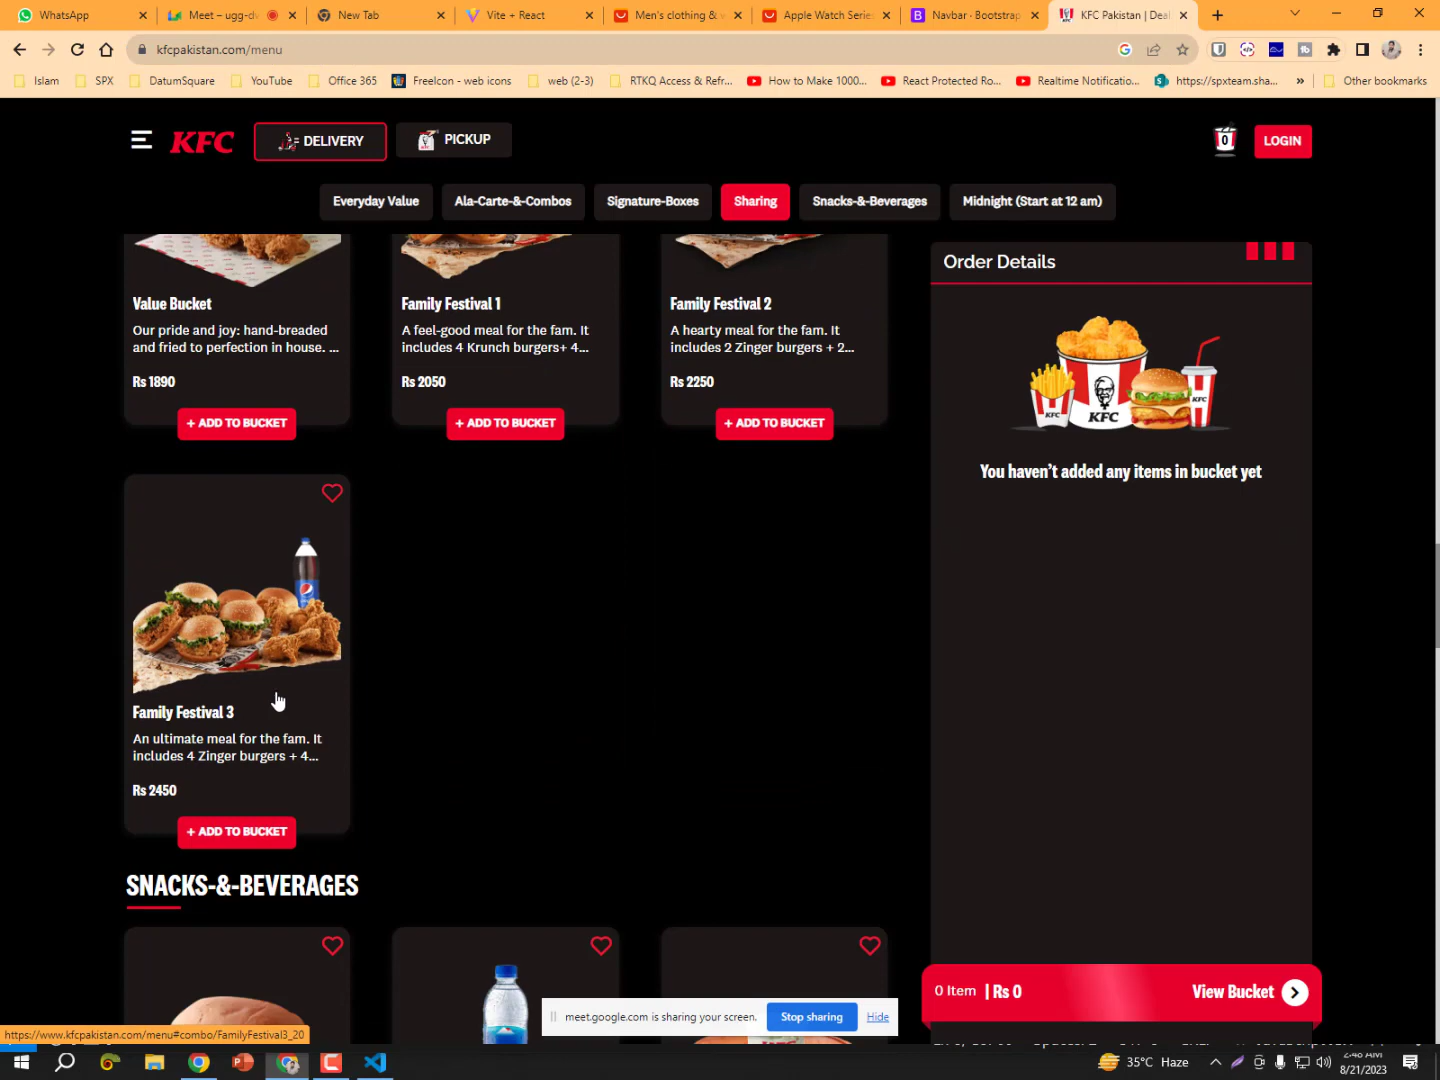 WhatsApp
Meet – ugg-d
New Tab
Vite + React
Men's clothing &
Apple Watch Serie
Navbar · Bootstrap
KFC Pakistan | Deal
kfcpakistan.com/menu
Islam
SPX
DatumSquare
YouTube
Office 365
FreeIcon - web icons
web (2-3)
RTKQ Access & Refr...
How to Make 1000...
React Protected Ro...
Realtime Notificatio...
https://spxteam.sha...
»
Other bookmarks
KFC
DELIVERY
PICKUP
0
LOGIN
Everyday Value
Ala-Carte-&-Combos
Signature-Boxes
Sharing
Snacks-&-Beverages
Midnight (Start at 12 am)
Value Bucket
Our pride and joy: hand-breaded
and fried to perfection in house. ...
Rs 1890
+ ADD TO BUCKET
Family Festival 1
A feel-good meal for the fam. It
includes 4 Krunch burgers+ 4...
Rs 2050
+ ADD TO BUCKET
Family Festival 2
A hearty meal for the fam. It
includes 2 Zinger burgers + 2...
Rs 2250
+ ADD TO BUCKET
Order Details
KFC
KFC
KFC
You haven't added any items in bucket yet
Family Festival 3
An ultimate meal for the fam. It
includes 4 Zinger burgers + 4...
Rs 2450
+ ADD TO BUCKET
SNACKS-&-BEVERAGES
0 Item | Rs 0
View Bucket
meet.google.com is sharing your screen.
Stop sharing
Hide
https://www.kfcpakistan.com/menu#combo/FamilyFestival3_20
35°C Haze
2:48 AM
8/21/2023